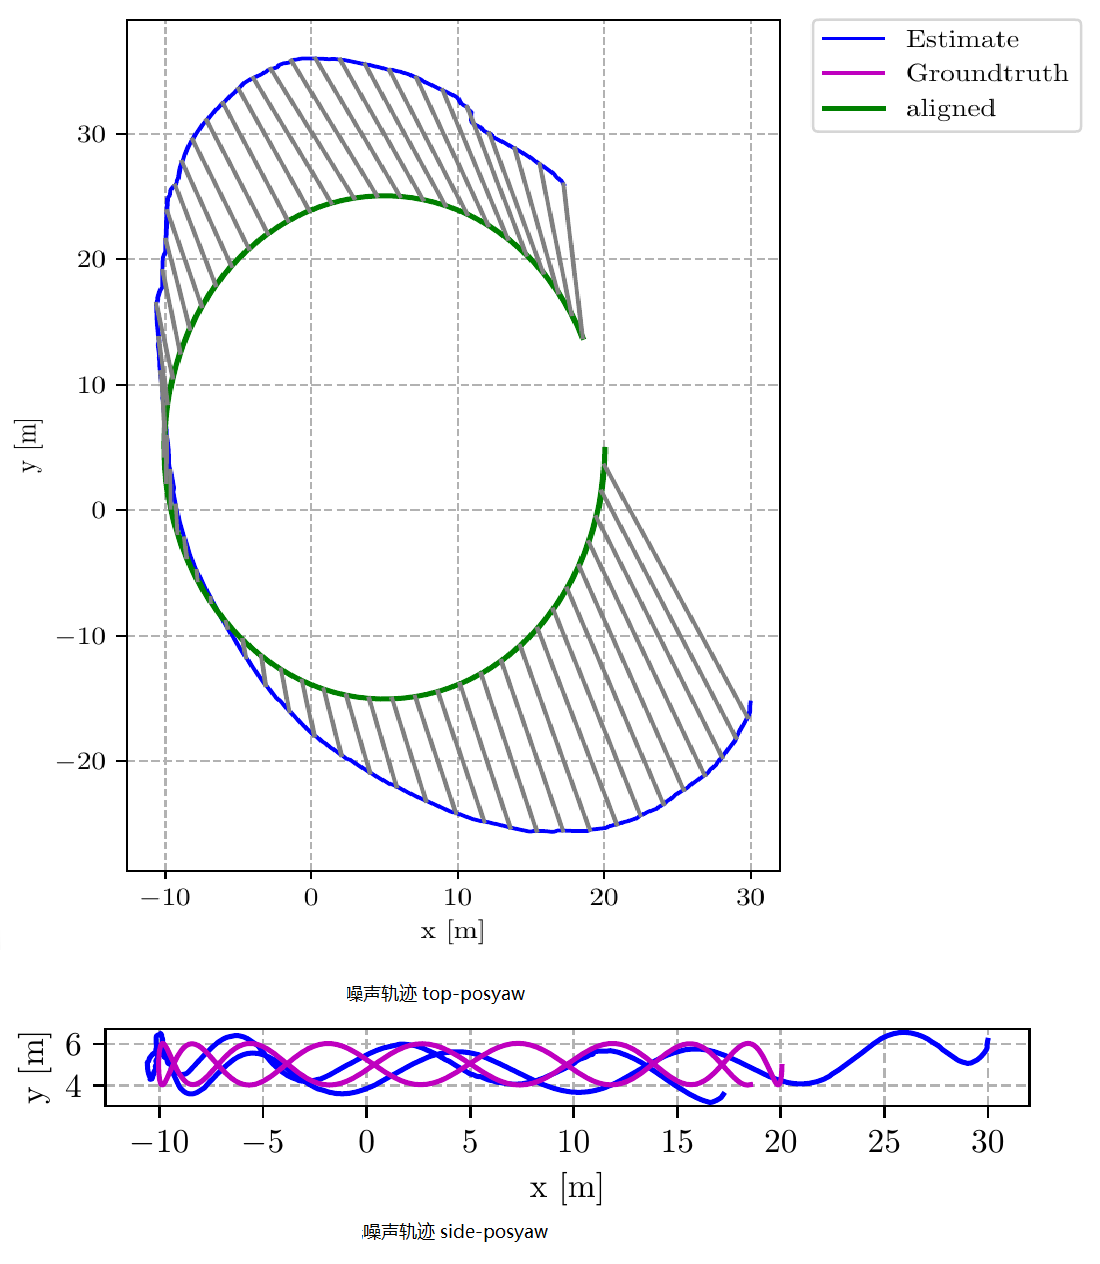 Estimate
Groundtruth
aligned
30
20
10
0
−10
−20
y [m]
−10 0 10 20 30
x [m]
噪声轨迹 top-posyaw
6
4
y [m]
−10 −5 0 5 10 15 20 25 30
x [m]
噪声轨迹 side-posyaw